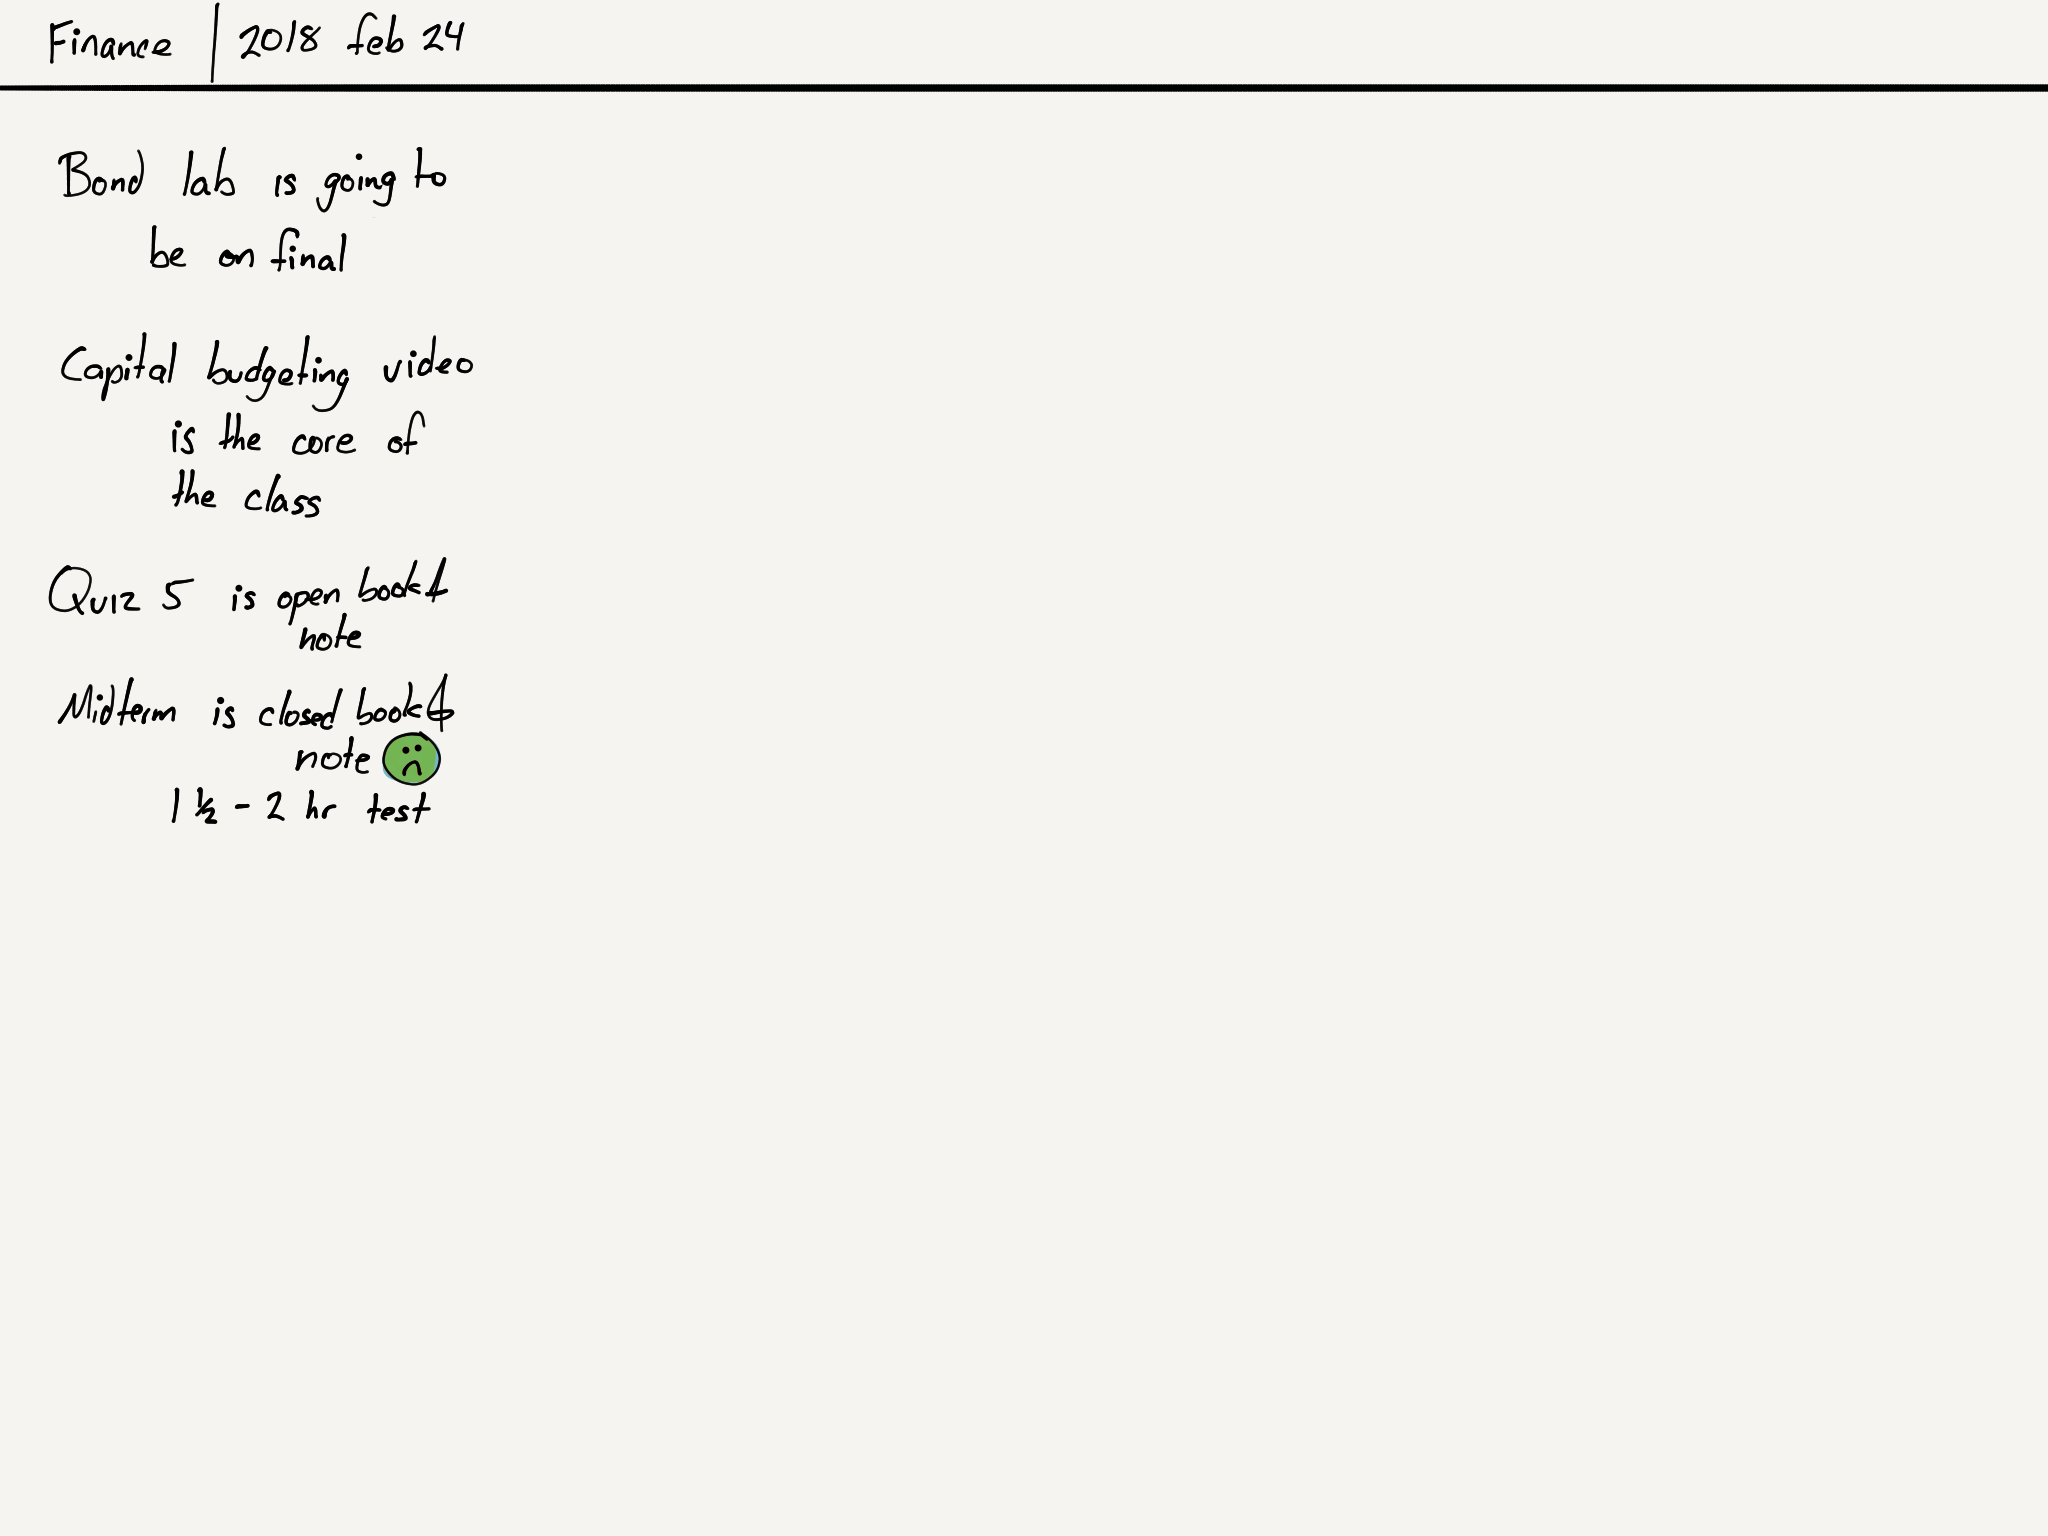 Finance | 2018 feb 24
Bond lab is going to
be on final
Capital budgeting video
is the core of
the class
Quiz 5 is open book &
note
Midterm is closed book &
note
1 ½ - 2 hr test